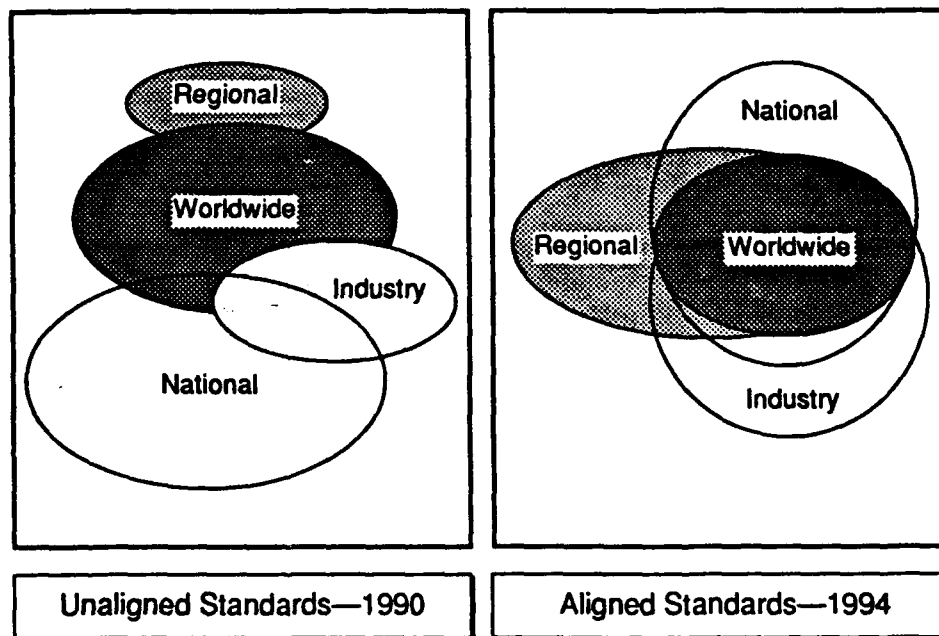 Regional
Worldwide
Industry
National
Unaligned Standards—1990
National
Regional
Worldwide
Industry
Aligned Standards—1994